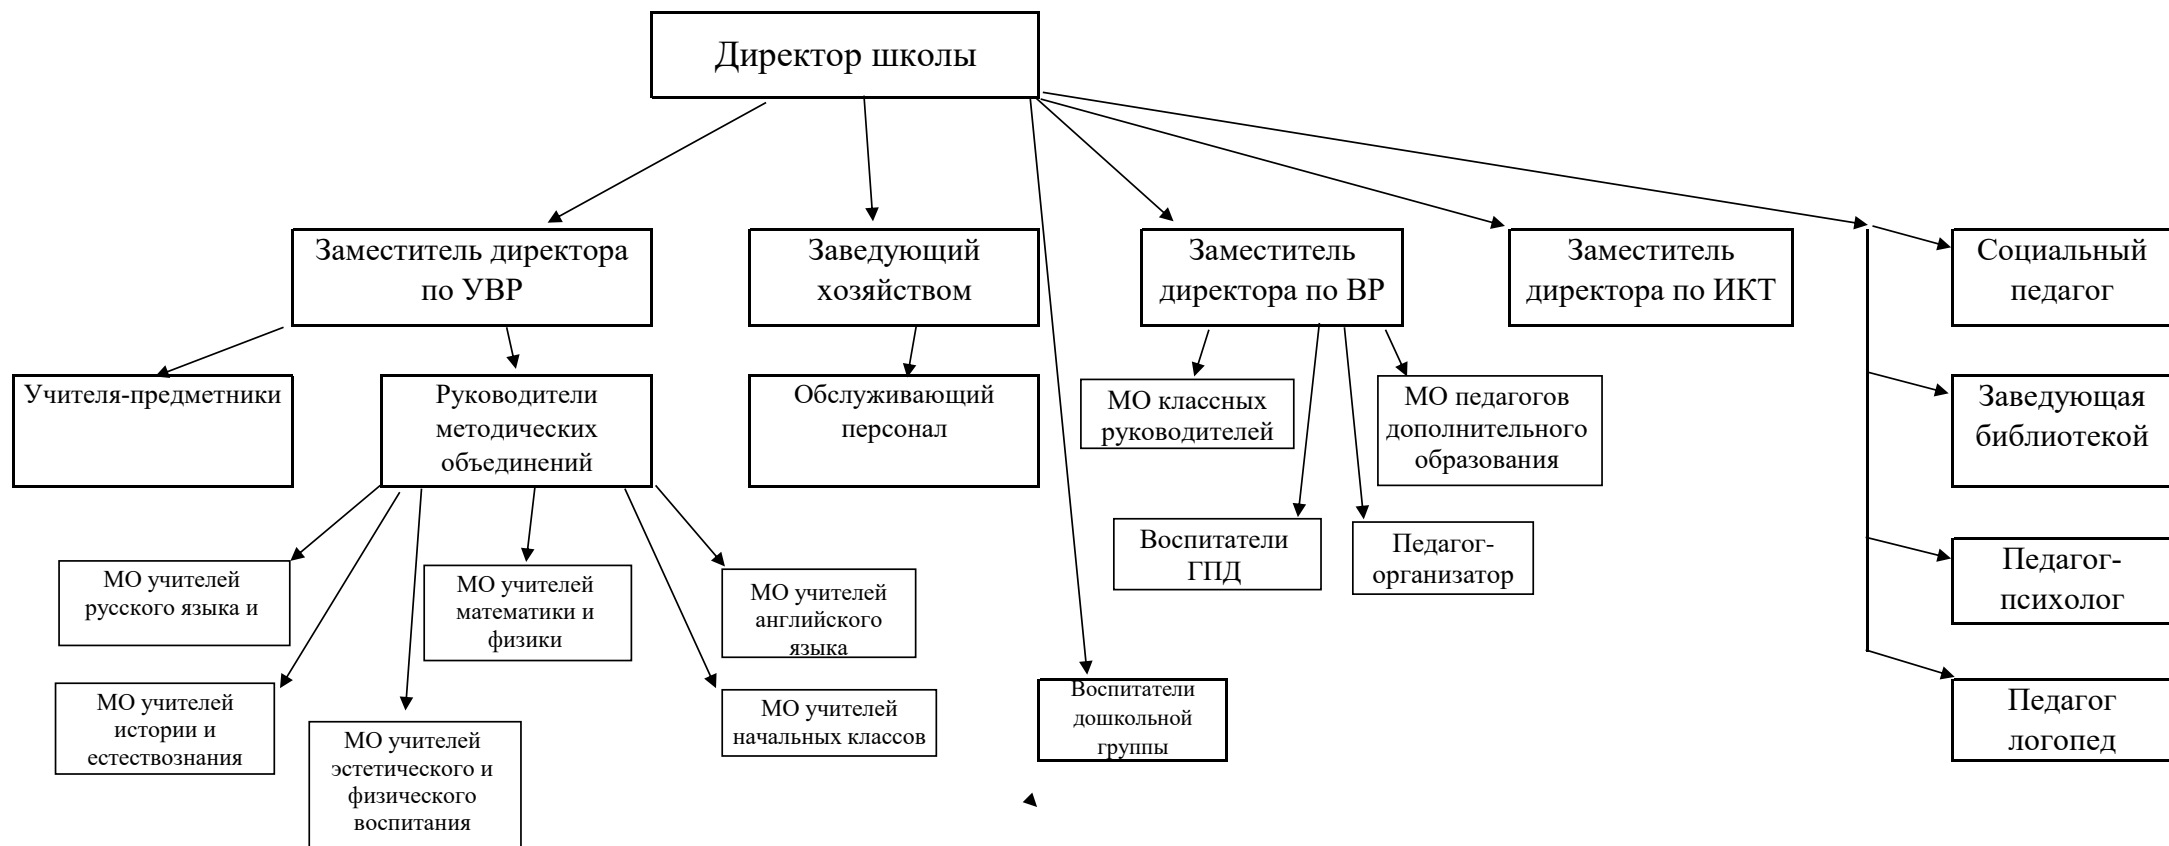 Директор школы
Заместитель директора
по УВР
Заведующий
хозяйством
Заместитель
директора по ВР
Заместитель
директора по ИКТ
Социальный
педагог
Учителя-предметники
Руководители
методических
объединений
Обслуживающий
персонал
МО классных
руководителей
МО педагогов
дополнительного
образования
Заведующая
библиотекой
Воспитатели
ГПД
Педагог-
организатор
Педагог-
психолог
МО учителей
русского языка и
МО учителей
математики и
физики
МО учителей
английского
языка
МО учителей
истории и
естествознания
МО учителей
эстетического и
физического
воспитания
МО учителей
начальных классов
Воспитатели
дошкольной
группы
Педагог
логопед